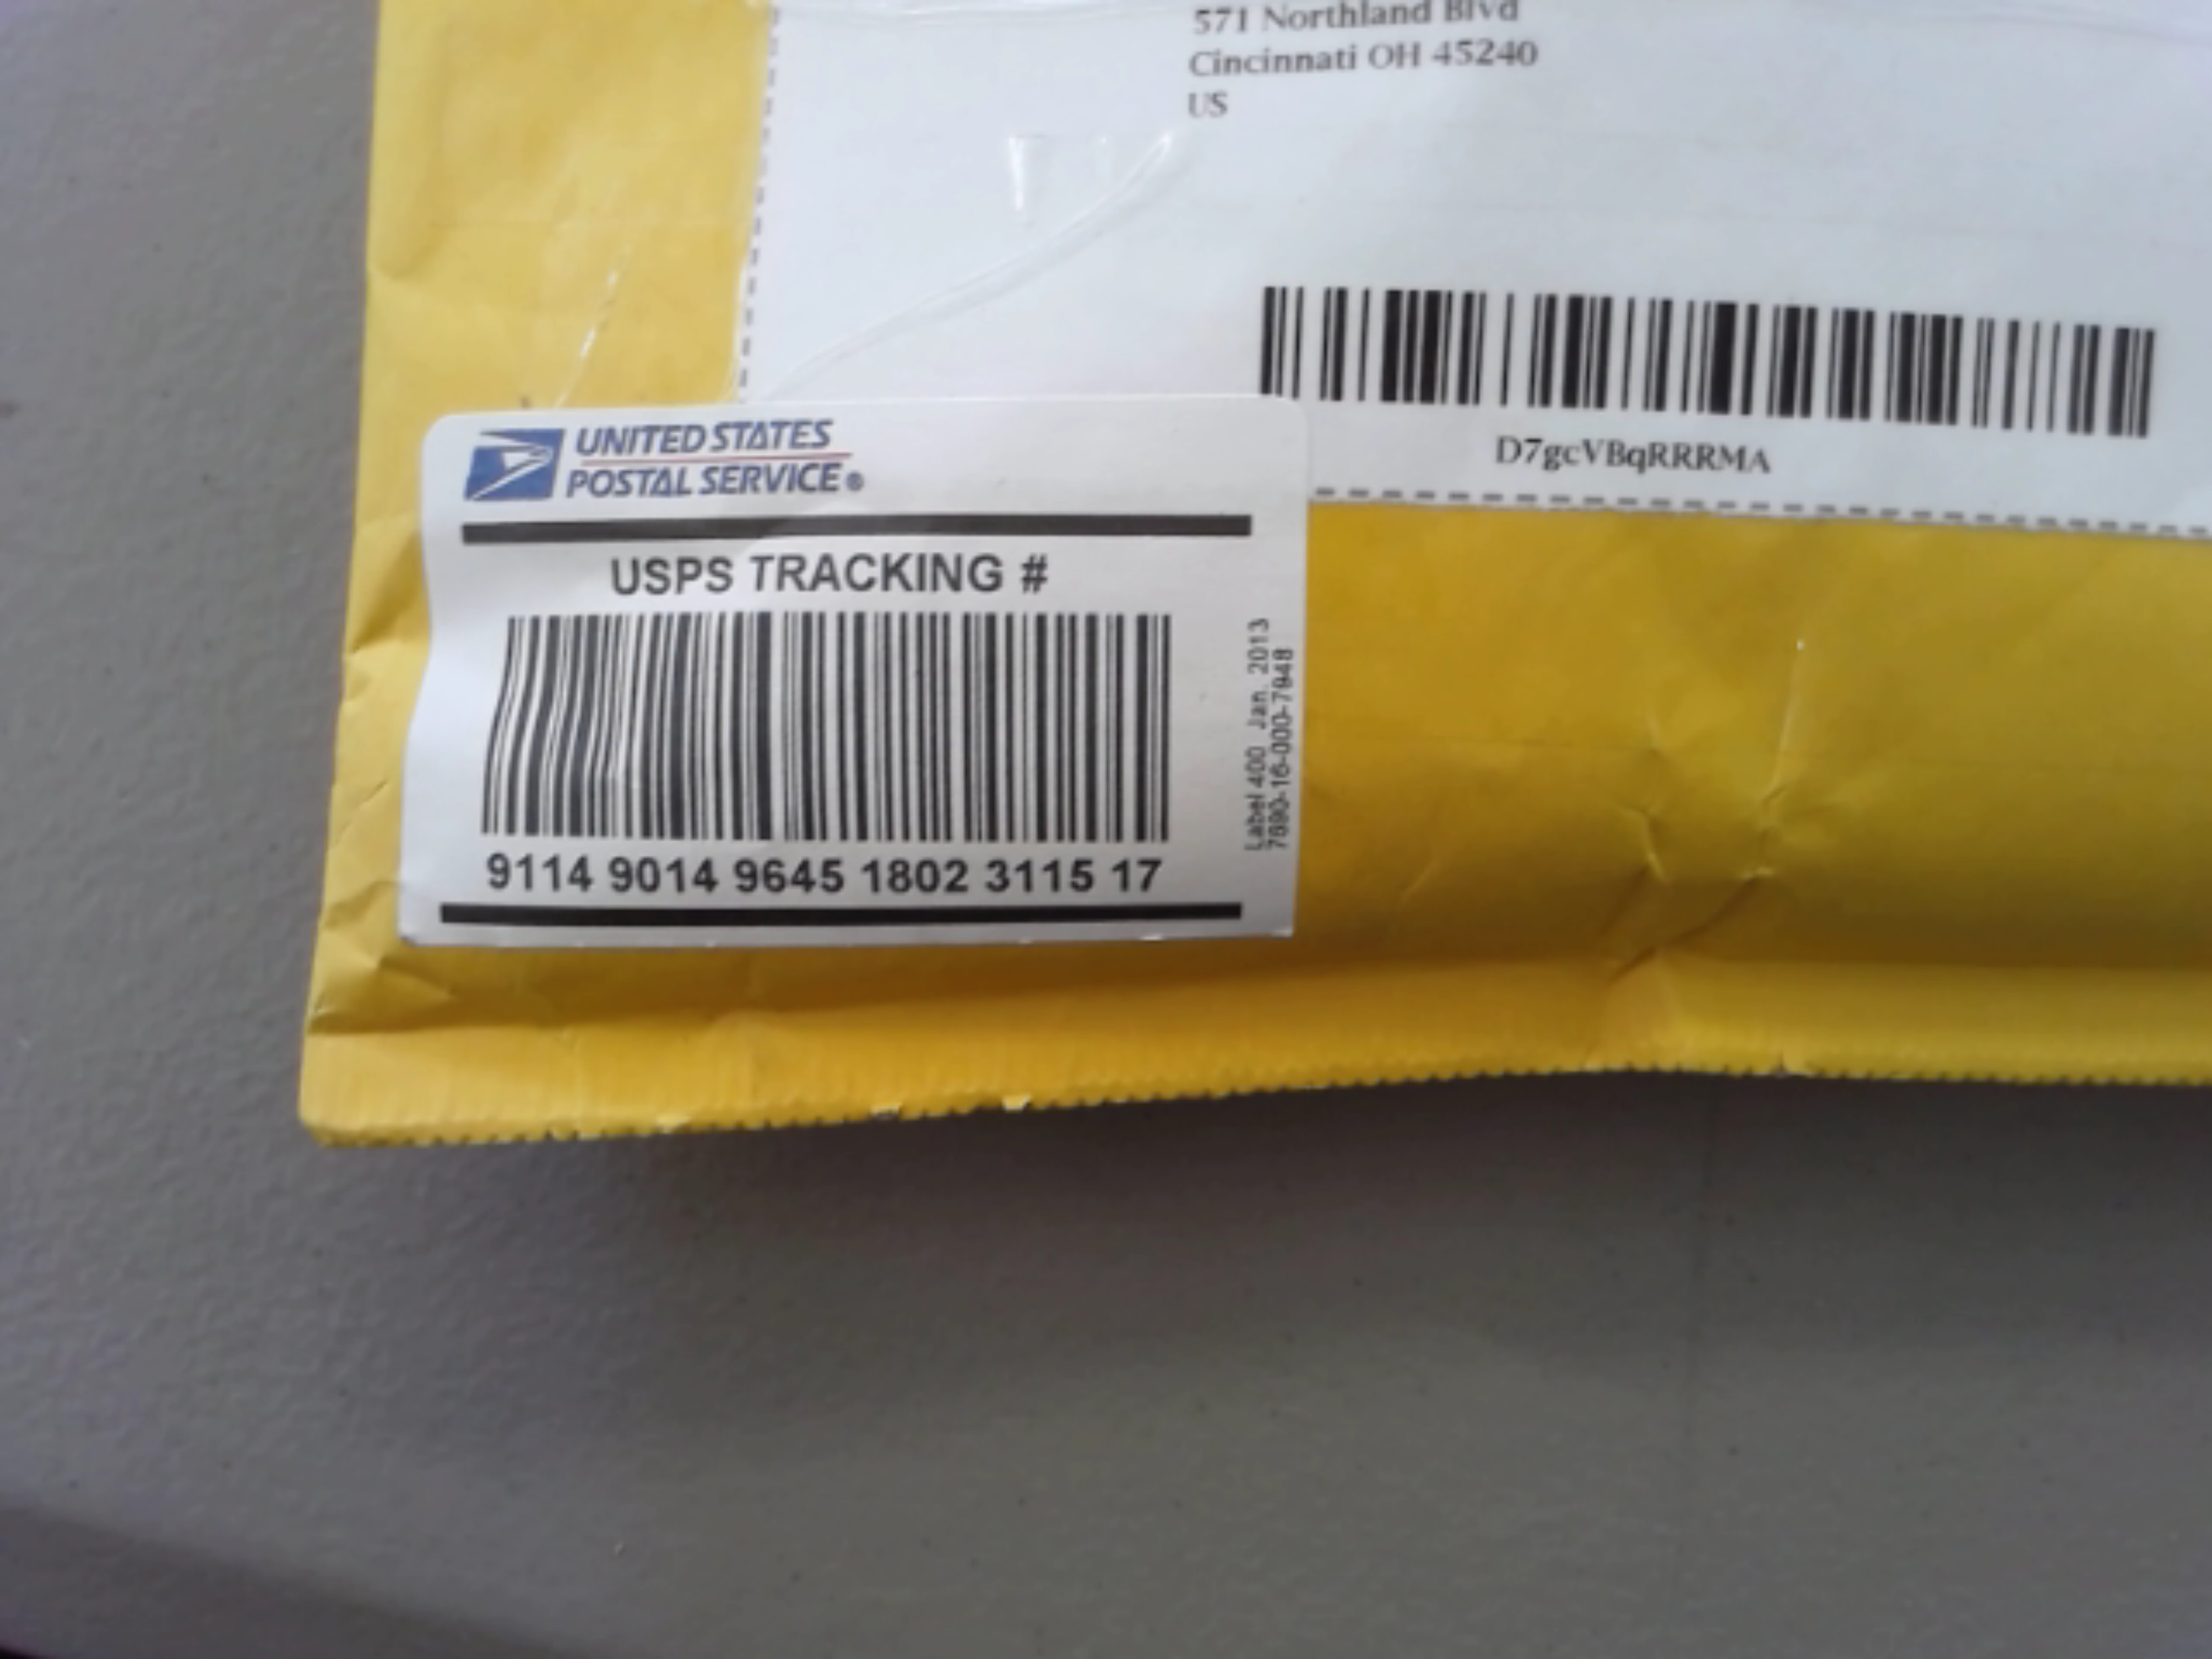 571 Northland Blvd
Cincinnati OH 45240
US
D7gcVBqRRRMA
UNITED STATES
POSTAL SERVICE®
USPS TRACKING #
9114 9014 9645 1802 3115 17
Label 400 Jan. 2013
7690-16-000-7948